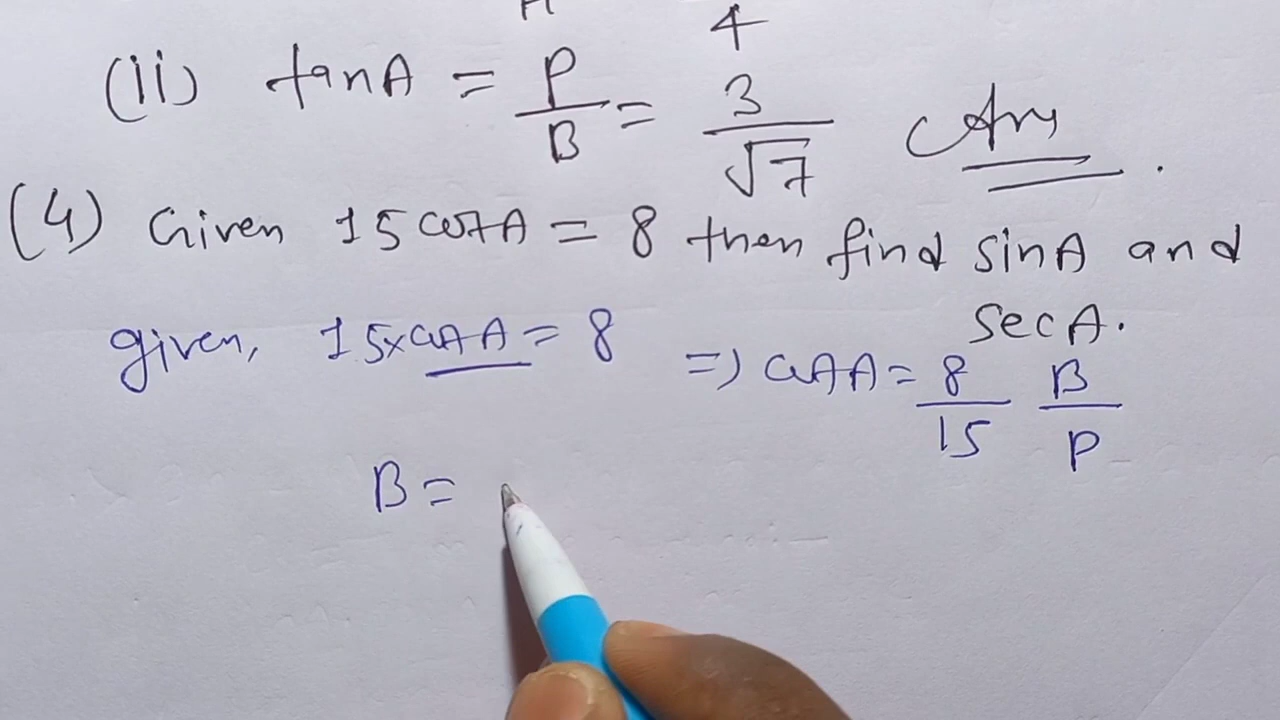 4
(ii) tanA = P/B = 3/√7 Ans.
(4) Given 15 cotA = 8 then find sinA and
secA.
given, 15×cotA = 8 => cotA = 8/15 B/P
B =